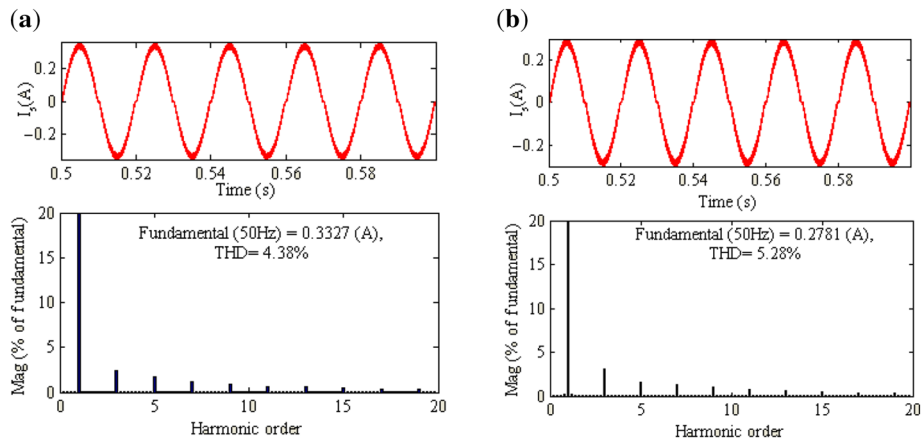 (a)
I_s(A)
0.2
0
−0.2
0.5 0.52 0.54 0.56 0.58
Time (s)
Mag (% of fundamental)
20
15
10
5
0
Fundamental (50Hz) = 0.3327 (A),
THD= 4.38%
0 5 10 15 20
Harmonic order
(b)
I_s(A)
0.2
0
−0.2
0.5 0.52 0.54 0.56 0.58
Time (s)
Mag (% of fundamental)
20
15
10
5
0
Fundamental (50Hz) = 0.2781 (A),
THD= 5.28%
0 5 10 15 20
Harmonic order